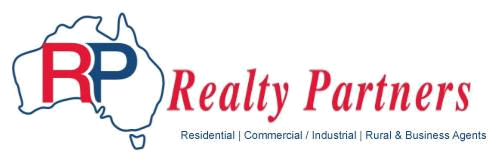 RP
Realty Partners
Residential | Commercial / Industrial | Rural & Business Agents